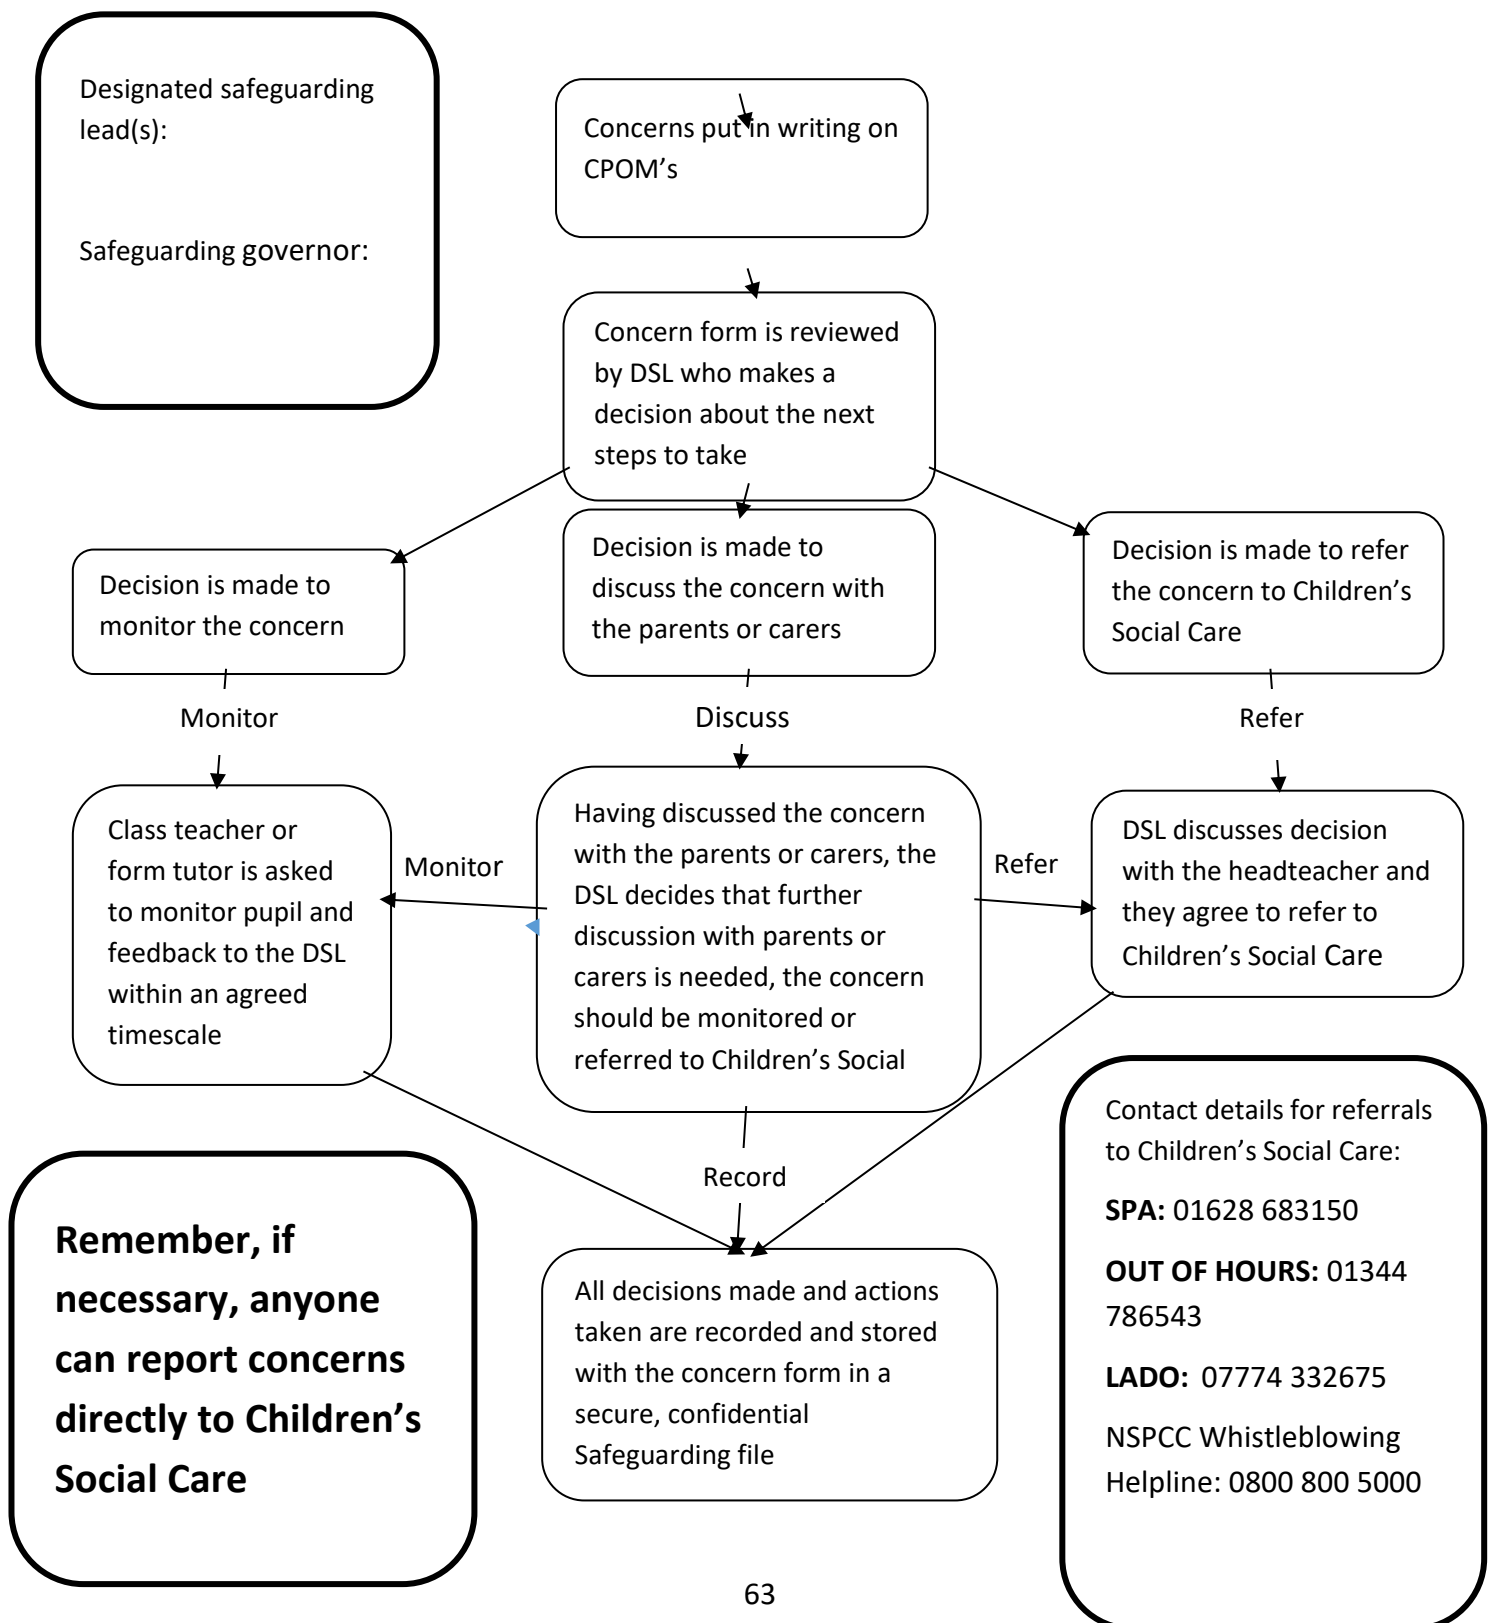 Designated safeguarding
lead(s):
Safeguarding governor:
Concerns put in writing on
CPOM’s
Concern form is reviewed
by DSL who makes a
decision about the next
steps to take
Decision is made to
monitor the concern
Decision is made to
discuss the concern with
the parents or carers
Decision is made to refer
the concern to Children’s
Social Care
Monitor
Discuss
Refer
Class teacher or
form tutor is asked
to monitor pupil and
feedback to the DSL
within an agreed
timescale
Monitor
Having discussed the concern
with the parents or carers, the
DSL decides that further
discussion with parents or
carers is needed, the concern
should be monitored or
referred to Children’s Social
Refer
DSL discusses decision
with the headteacher and
they agree to refer to
Children’s Social Care
Record
Remember, if
necessary, anyone
can report concerns
directly to Children’s
Social Care
All decisions made and actions
taken are recorded and stored
with the concern form in a
secure, confidential
Safeguarding file
Contact details for referrals
to Children’s Social Care:
SPA: 01628 683150
OUT OF HOURS: 01344
786543
LADO: 07774 332675
NSPCC Whistleblowing
Helpline: 0800 800 5000
63